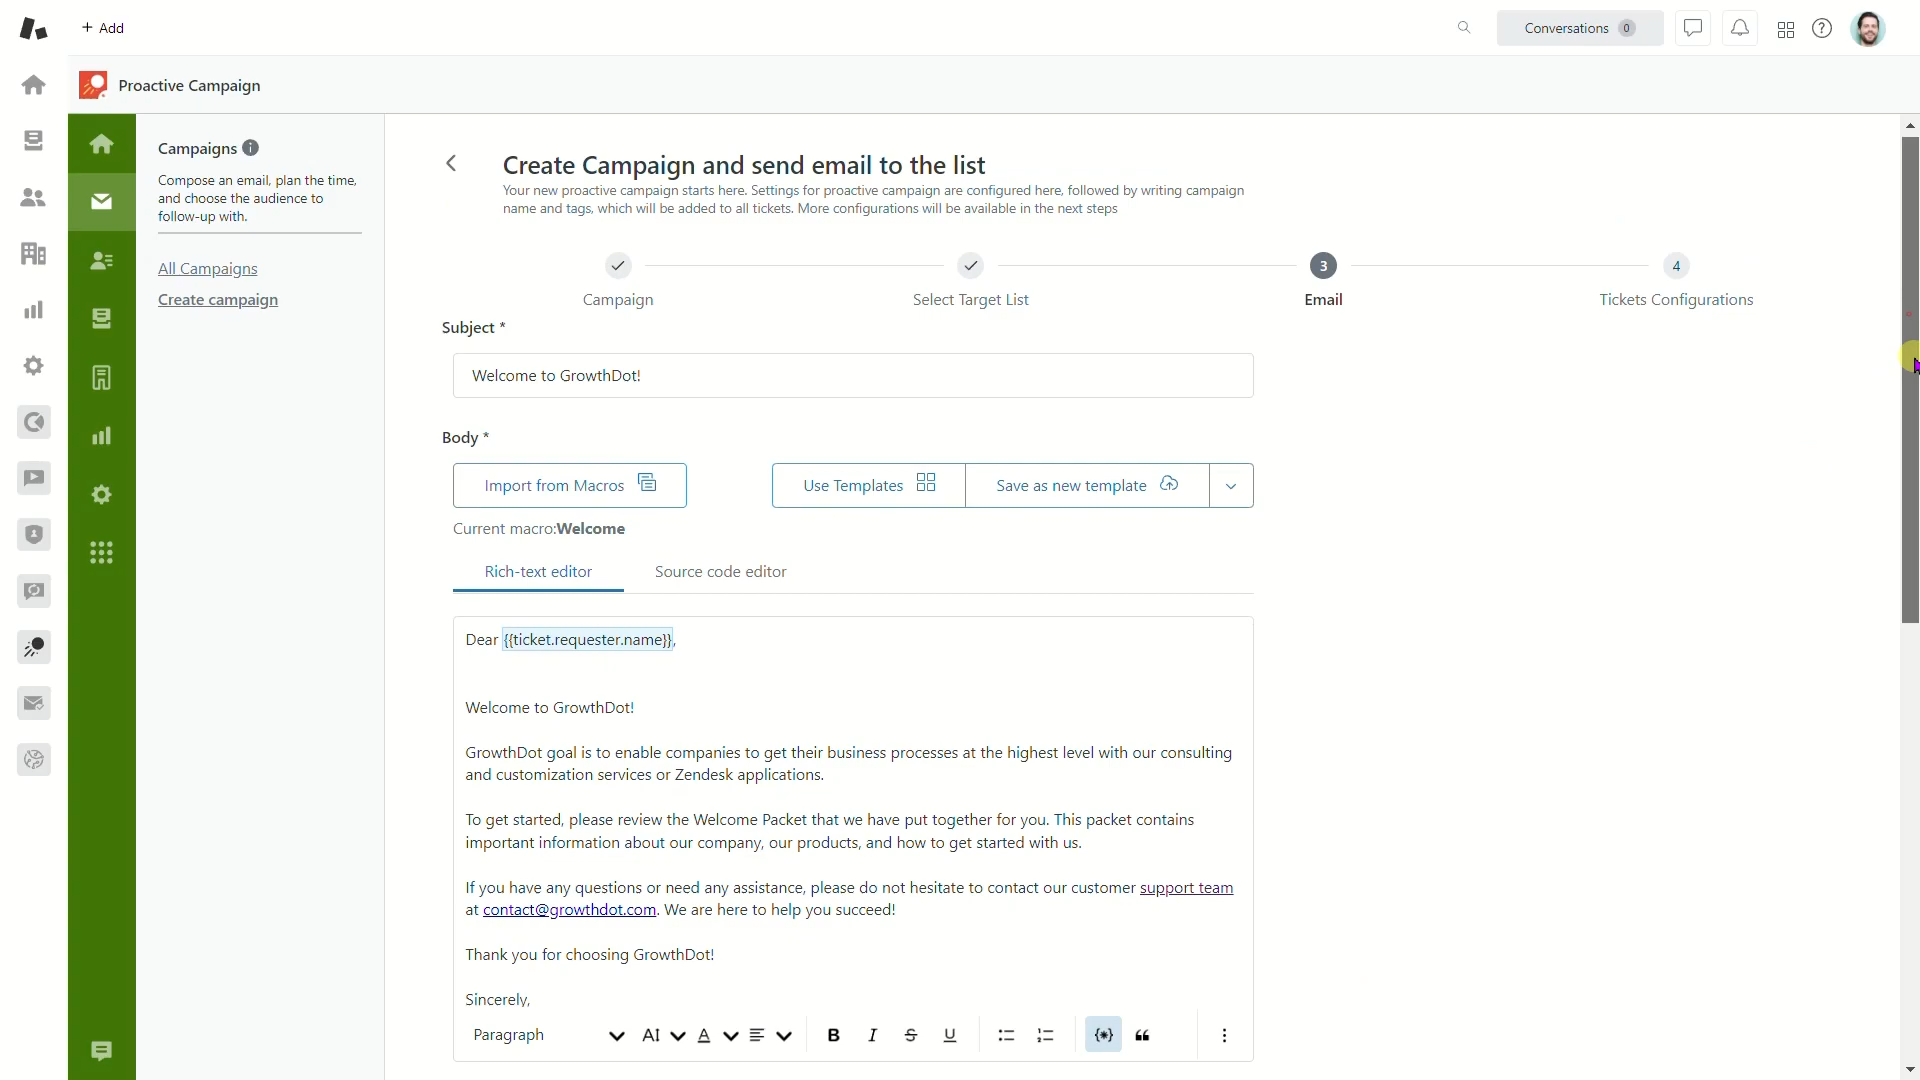 + Add
Conversations 0
Proactive Campaign
Campaigns
Compose an email, plan the time,
and choose the audience to
follow-up with.
All Campaigns
Create campaign
Create Campaign and send email to the list
Your new proactive campaign starts here. Settings for proactive campaign are configured here, followed by writing campaign
name and tags, which will be added to all tickets. More configurations will be available in the next steps
3
4
Campaign
Select Target List
Email
Tickets Configurations
Subject *
Welcome to GrowthDot!
Body *
Import from Macros
Use Templates
Save as new template
Current macro:Welcome
Rich-text editor
Source code editor
Dear {{ticket.requester.name}},
Welcome to GrowthDot!
GrowthDot goal is to enable companies to get their business processes at the highest level with our consulting
and customization services or Zendesk applications.
To get started, please review the Welcome Packet that we have put together for you. This packet contains
important information about our company, our products, and how to get started with us.
If you have any questions or need any assistance, please do not hesitate to contact our customer support team
at contact@growthdot.com. We are here to help you succeed!
Thank you for choosing GrowthDot!
Sincerely,
Paragraph